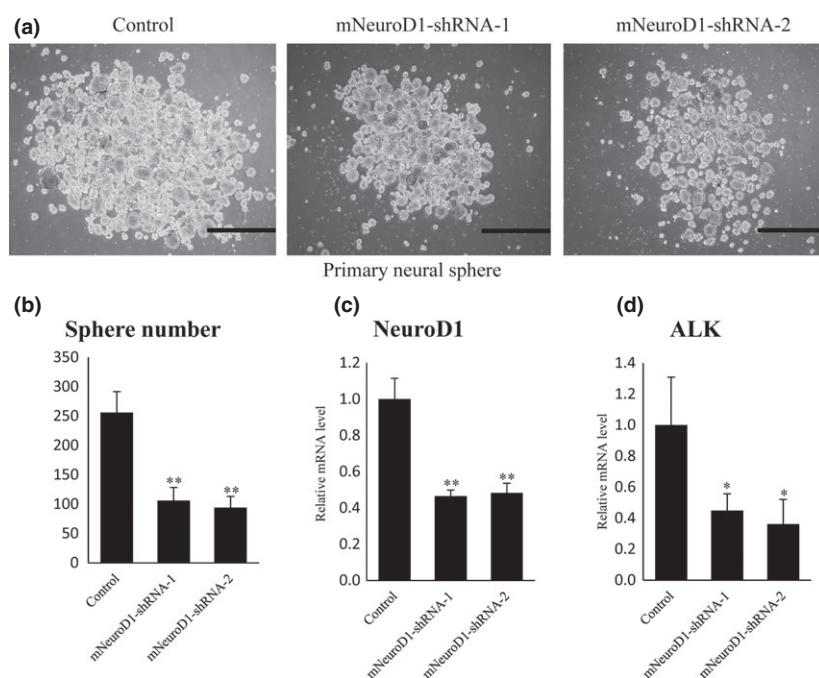 (a)
Control
mNeuroD1-shRNA-1
mNeuroD1-shRNA-2
Primary neural sphere
(b)
Sphere number
350
300
250
200
150
100
50
0
**
**
Control
mNeuroD1-shRNA-1
mNeuroD1-shRNA-2
(c)
NeuroD1
Relative mRNA level
1.2
1.0
0.8
0.6
0.4
0.2
0.0
**
**
Control
mNeuroD1-shRNA-1
mNeuroD1-shRNA-2
(d)
ALK
Relative mRNA level
1.4
1.2
1.0
0.8
0.6
0.4
0.2
0.0
*
*
Control
mNeuroD1-shRNA-1
mNeuroD1-shRNA-2